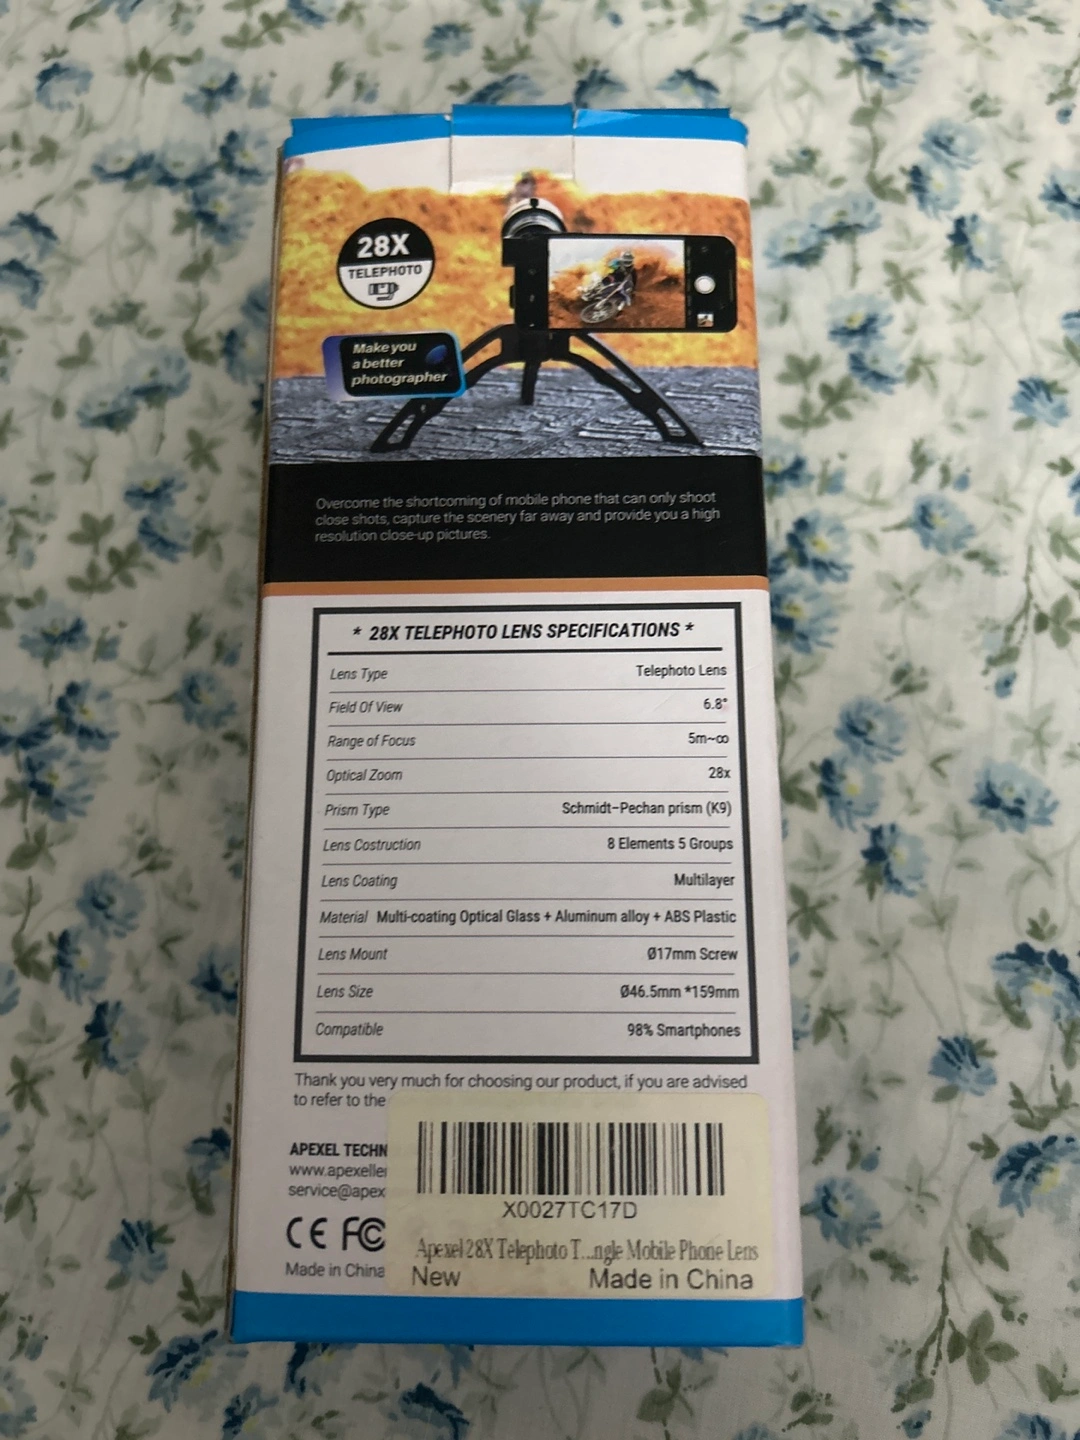 28X
TELEPHOTO
Make you
a better
photographer
Overcome the shortcoming of mobile phone that can only shoot
close shots, capture the scenery far away and provide you a high
resolution close-up pictures.
* 28X TELEPHOTO LENS SPECIFICATIONS *
Lens Type Telephoto Lens
Field Of View 6.8°
Range of Focus 5m~∞
Optical Zoom 28x
Prism Type Schmidt-Pechan prism (K9)
Lens Costruction 8 Elements 5 Groups
Lens Coating Multilayer
Material Multi-coating Optical Glass + Aluminum alloy + ABS Plastic
Lens Mount Ø17mm Screw
Lens Size Ø46.5mm *159mm
Compatible 98% Smartphones
Thank you very much for choosing our product, if you are advised
to refer to the
APEXEL TECHN
www.apexeller
service@apex
CE FC
Made in China
X0027TC17D
Apexel 28X Telephoto T...ngle Mobile Phone Lens
New Made in China